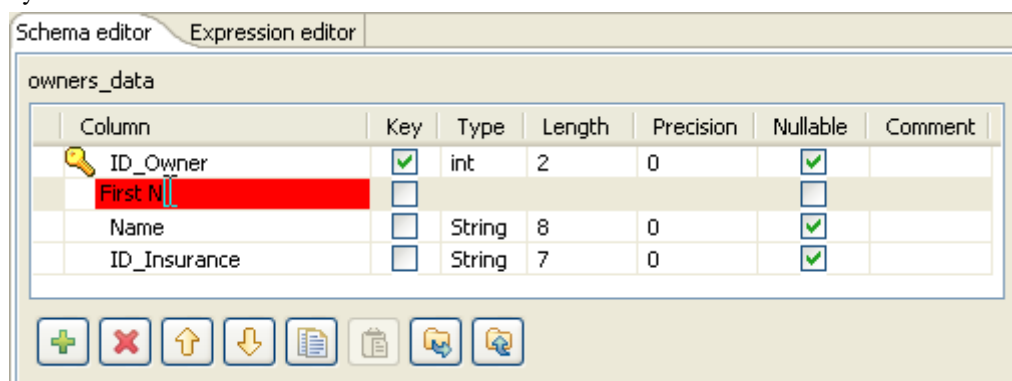 Schema editor Expression editor
owners_data
Column Key Type Length Precision Nullable Comment
ID_Owner int 2 0
First N
Name String 8 0
ID_Insurance String 7 0